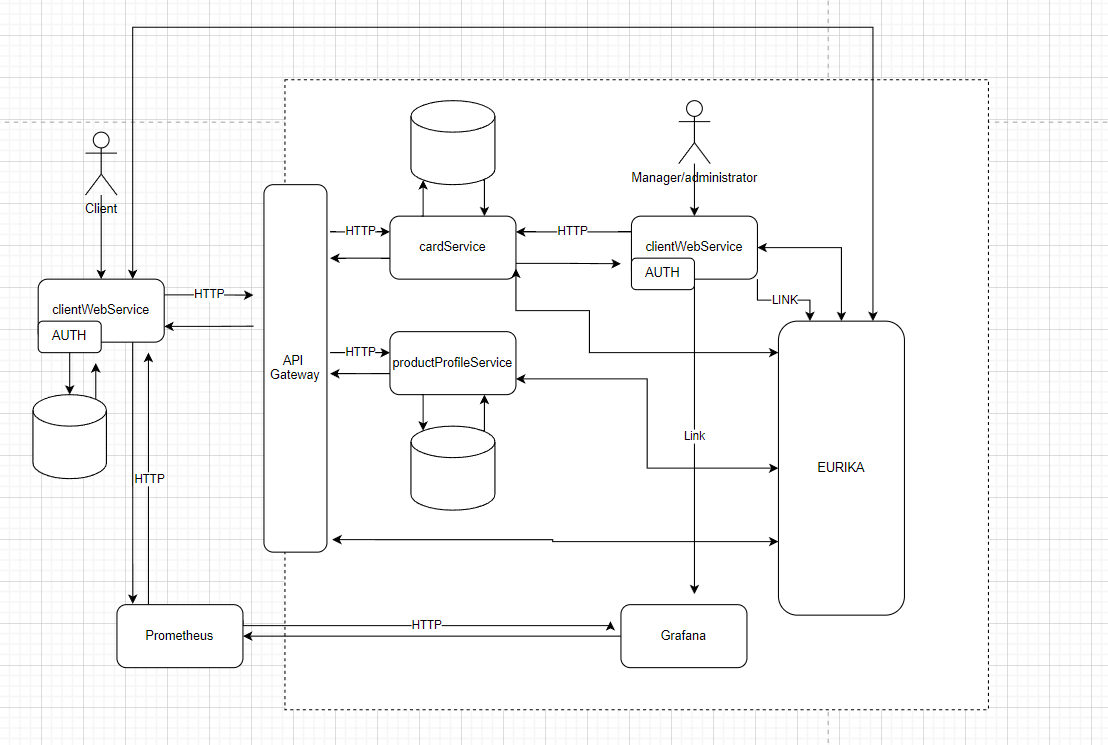 Client
Manager/administrator
HTTP
cardService
HTTP
clientWebService
AUTH
HTTP
clientWebService
AUTH
LINK
API
Gateway
HTTP
productProfileService
Link
EURIKA
HTTP
Prometheus
HTTP
Grafana